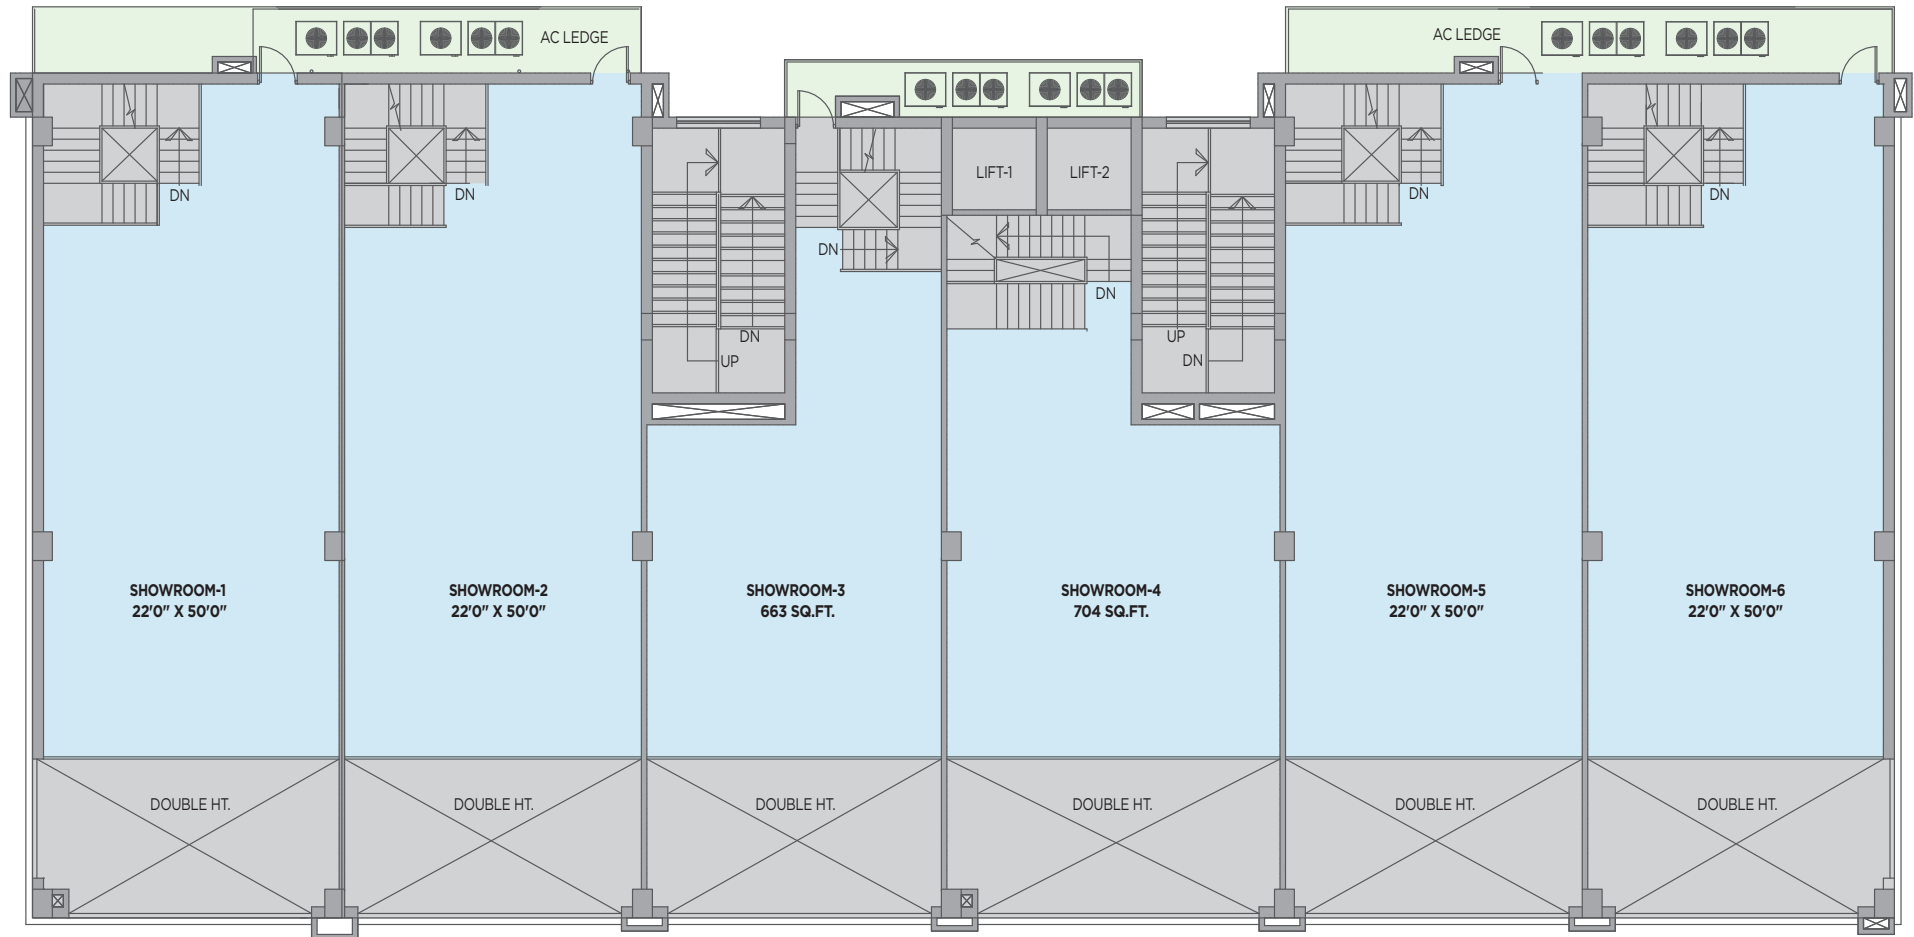 AC LEDGE
AC LEDGE
LIFT-1
LIFT-2
DN
DN
DN
DN
DN
DN
DN
UP
UP
DN
DN
SHOWROOM-1
22'0" X 50'0"
SHOWROOM-2
22'0" X 50'0"
SHOWROOM-3
663 SQ.FT.
SHOWROOM-4
704 SQ.FT.
SHOWROOM-5
22'0" X 50'0"
SHOWROOM-6
22'0" X 50'0"
DOUBLE HT.
DOUBLE HT.
DOUBLE HT.
DOUBLE HT.
DOUBLE HT.
DOUBLE HT.